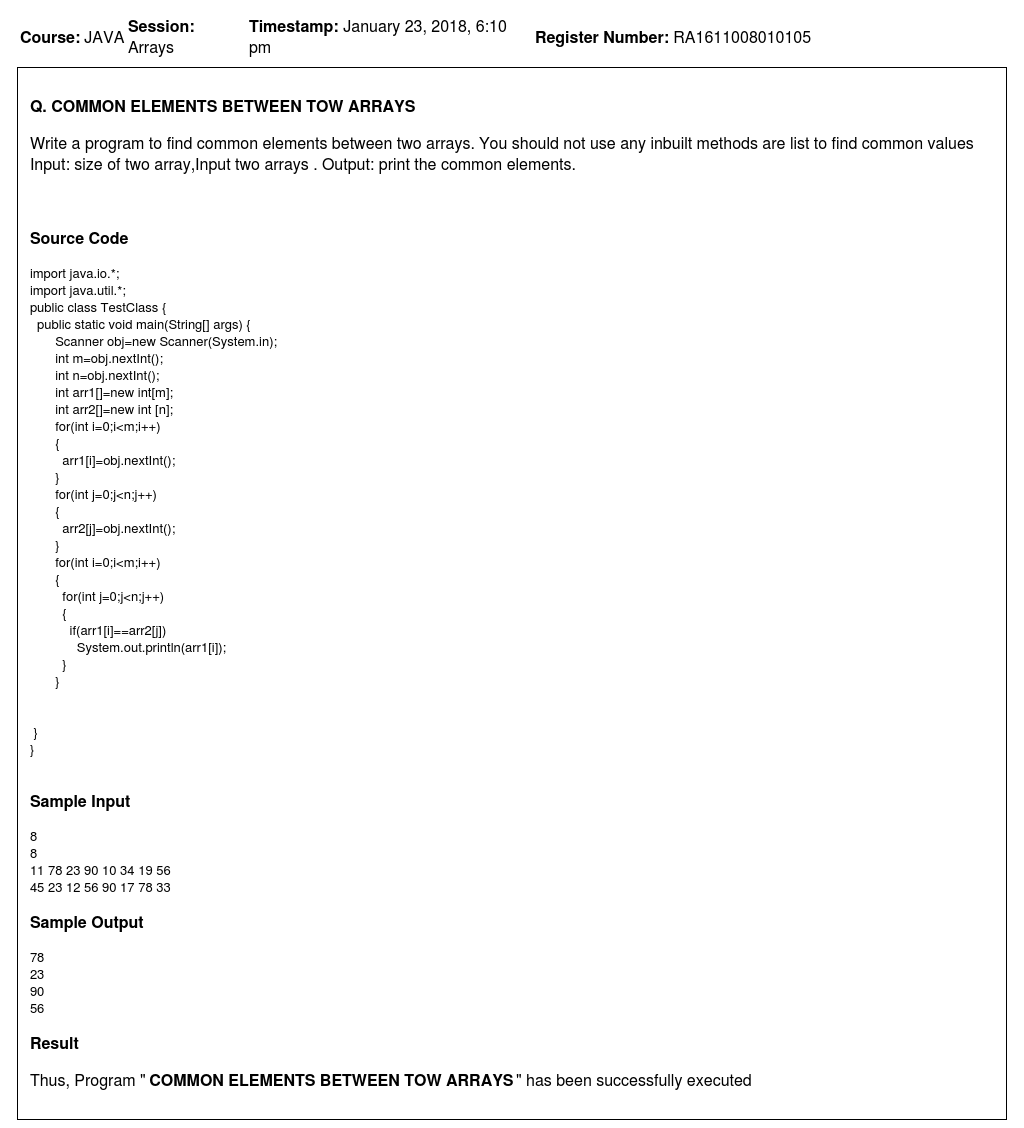 Course: JAVA Session: Arrays Timestamp: January 23, 2018, 6:10 pm Register Number: RA1611008010105
Q. COMMON ELEMENTS BETWEEN TOW ARRAYS
Write a program to find common elements between two arrays. You should not use any inbuilt methods are list to find common values
Input: size of two array,Input two arrays . Output: print the common elements.
Source Code
import java.io.*;
import java.util.*;
public class TestClass {
  public static void main(String[] args) {
       Scanner obj=new Scanner(System.in);
       int m=obj.nextInt();
       int n=obj.nextInt();
       int arr1[]=new int[m];
       int arr2[]=new int [n];
       for(int i=0;i<m;i++)
       {
         arr1[i]=obj.nextInt();
       }
       for(int j=0;j<n;j++)
       {
         arr2[j]=obj.nextInt();
       }
       for(int i=0;i<m;i++)
       {
         for(int j=0;j<n;j++)
         {
           if(arr1[i]==arr2[j])
             System.out.println(arr1[i]);
         }
       }
 }
}
Sample Input
8
8
11 78 23 90 10 34 19 56
45 23 12 56 90 17 78 33
Sample Output
78
23
90
56
Result
Thus, Program " COMMON ELEMENTS BETWEEN TOW ARRAYS " has been successfully executed